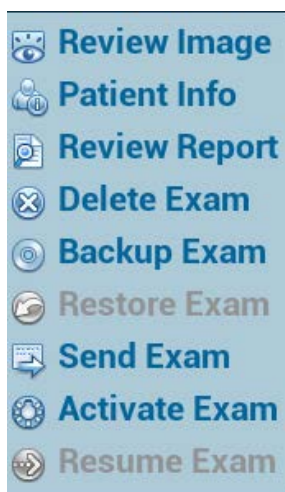 Review Image
Patient Info
Review Report
Delete Exam
Backup Exam
Restore Exam
Send Exam
Activate Exam
Resume Exam